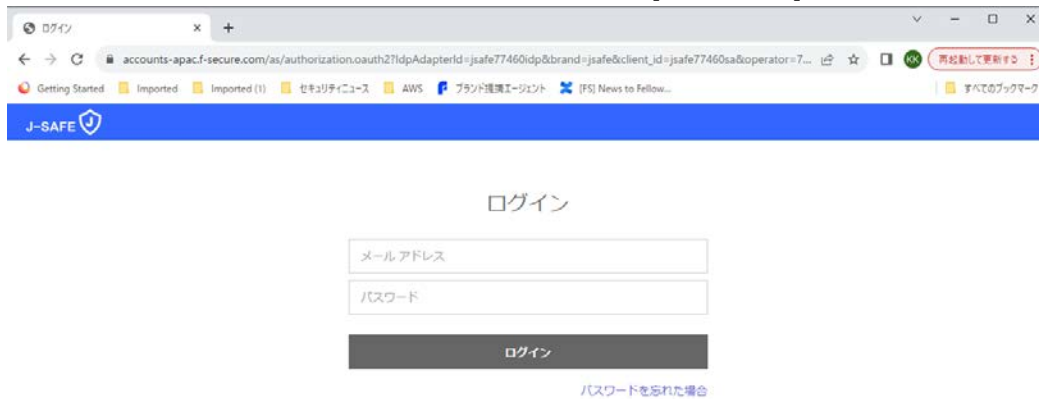 ログイン
accounts-apac.f-secure.com/as/authorization.oauth2?IdpAdapterId=jsafe77460idp&brand=jsafe&client_id=jsafe77460sa&operator=7...
KK
再起動して更新する
Getting Started Imported Imported (1) セキュリティニュース AWS ブランド提携エージェント [FS] News to Fellow...
すべてのブックマーク
J-SAFE J
ログイン
メール アドレス
パスワード
ログイン
パスワードを忘れた場合